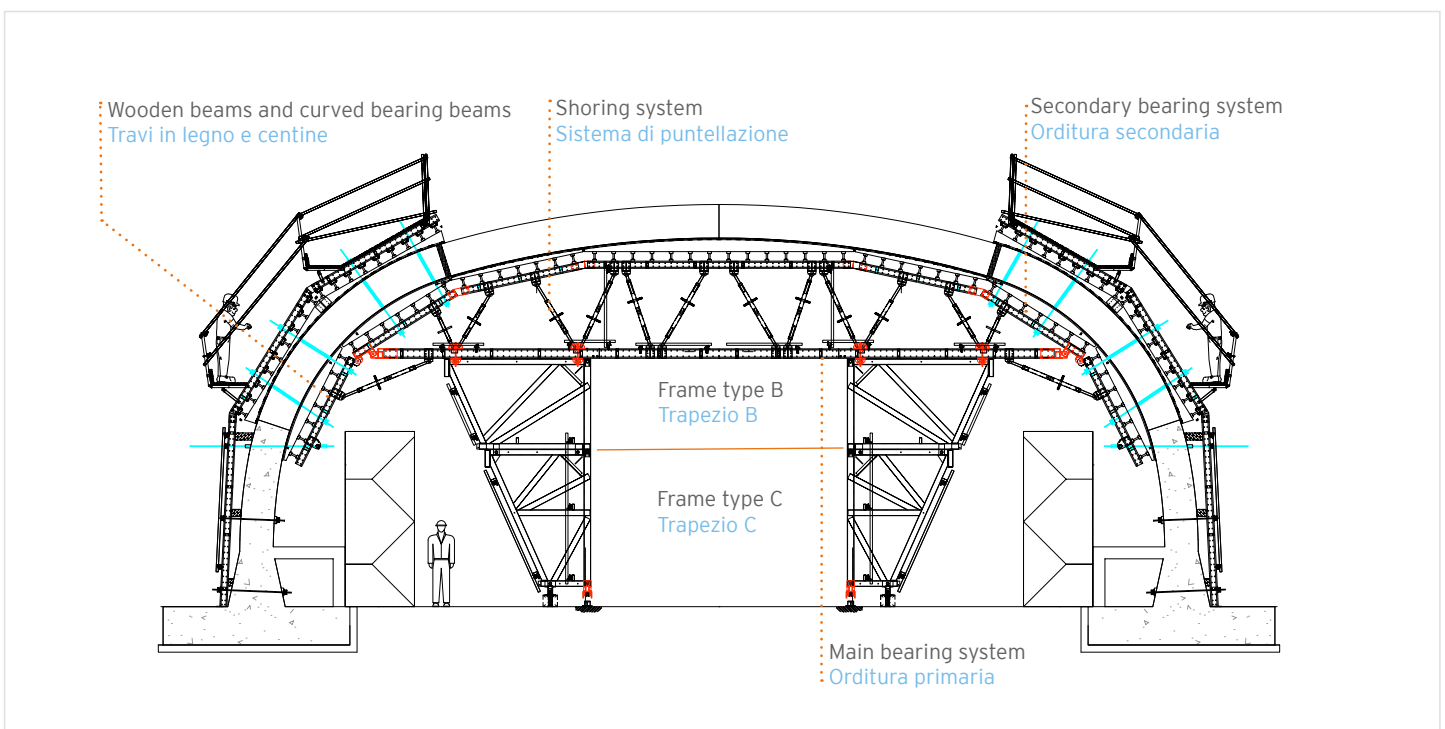 Wooden beams and curved bearing beams
Travi in legno e centine
Shoring system
Sistema di puntellazione
Secondary bearing system
Orditura secondaria
Frame type B
Trapezio B
Frame type C
Trapezio C
Main bearing system
Orditura primaria